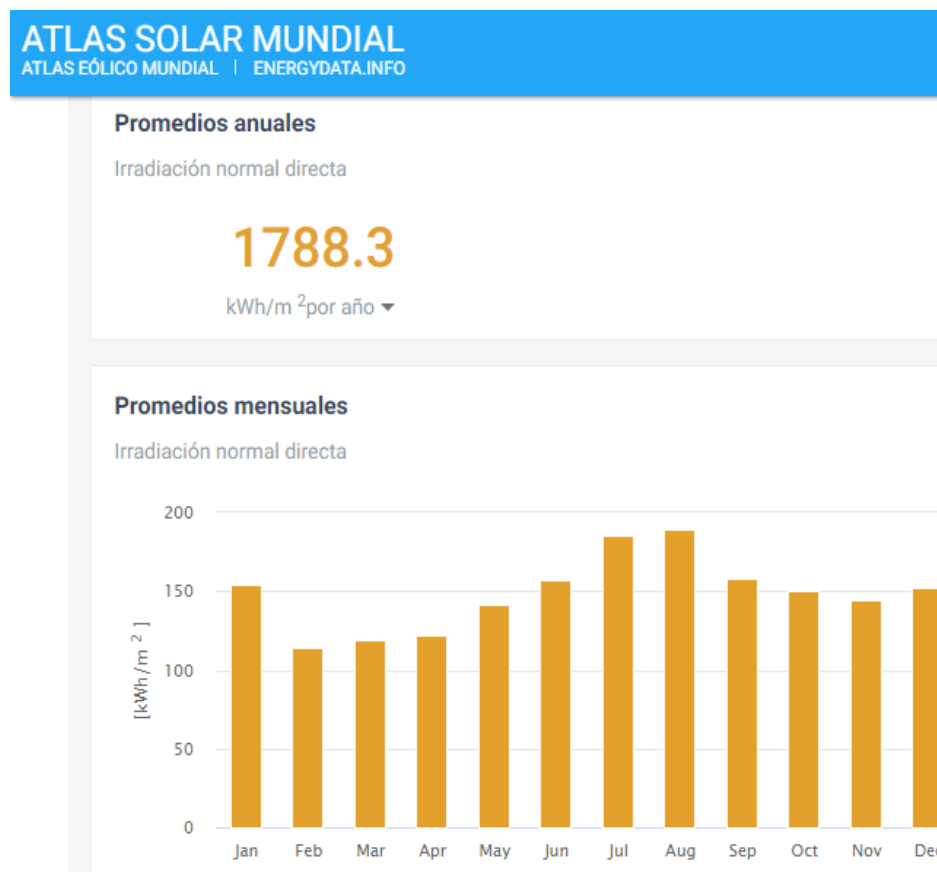 ATLAS SOLAR MUNDIAL
ATLAS EÓLICO MUNDIAL | ENERGYDATA.INFO
Promedios anuales
Irradiación normal directa
1788.3
kWh/m 2por año
Promedios mensuales
Irradiación normal directa
200
150
100
50
0
[kWh/m 2 ]
Jan Feb Mar Apr May Jun Jul Aug Sep Oct Nov De